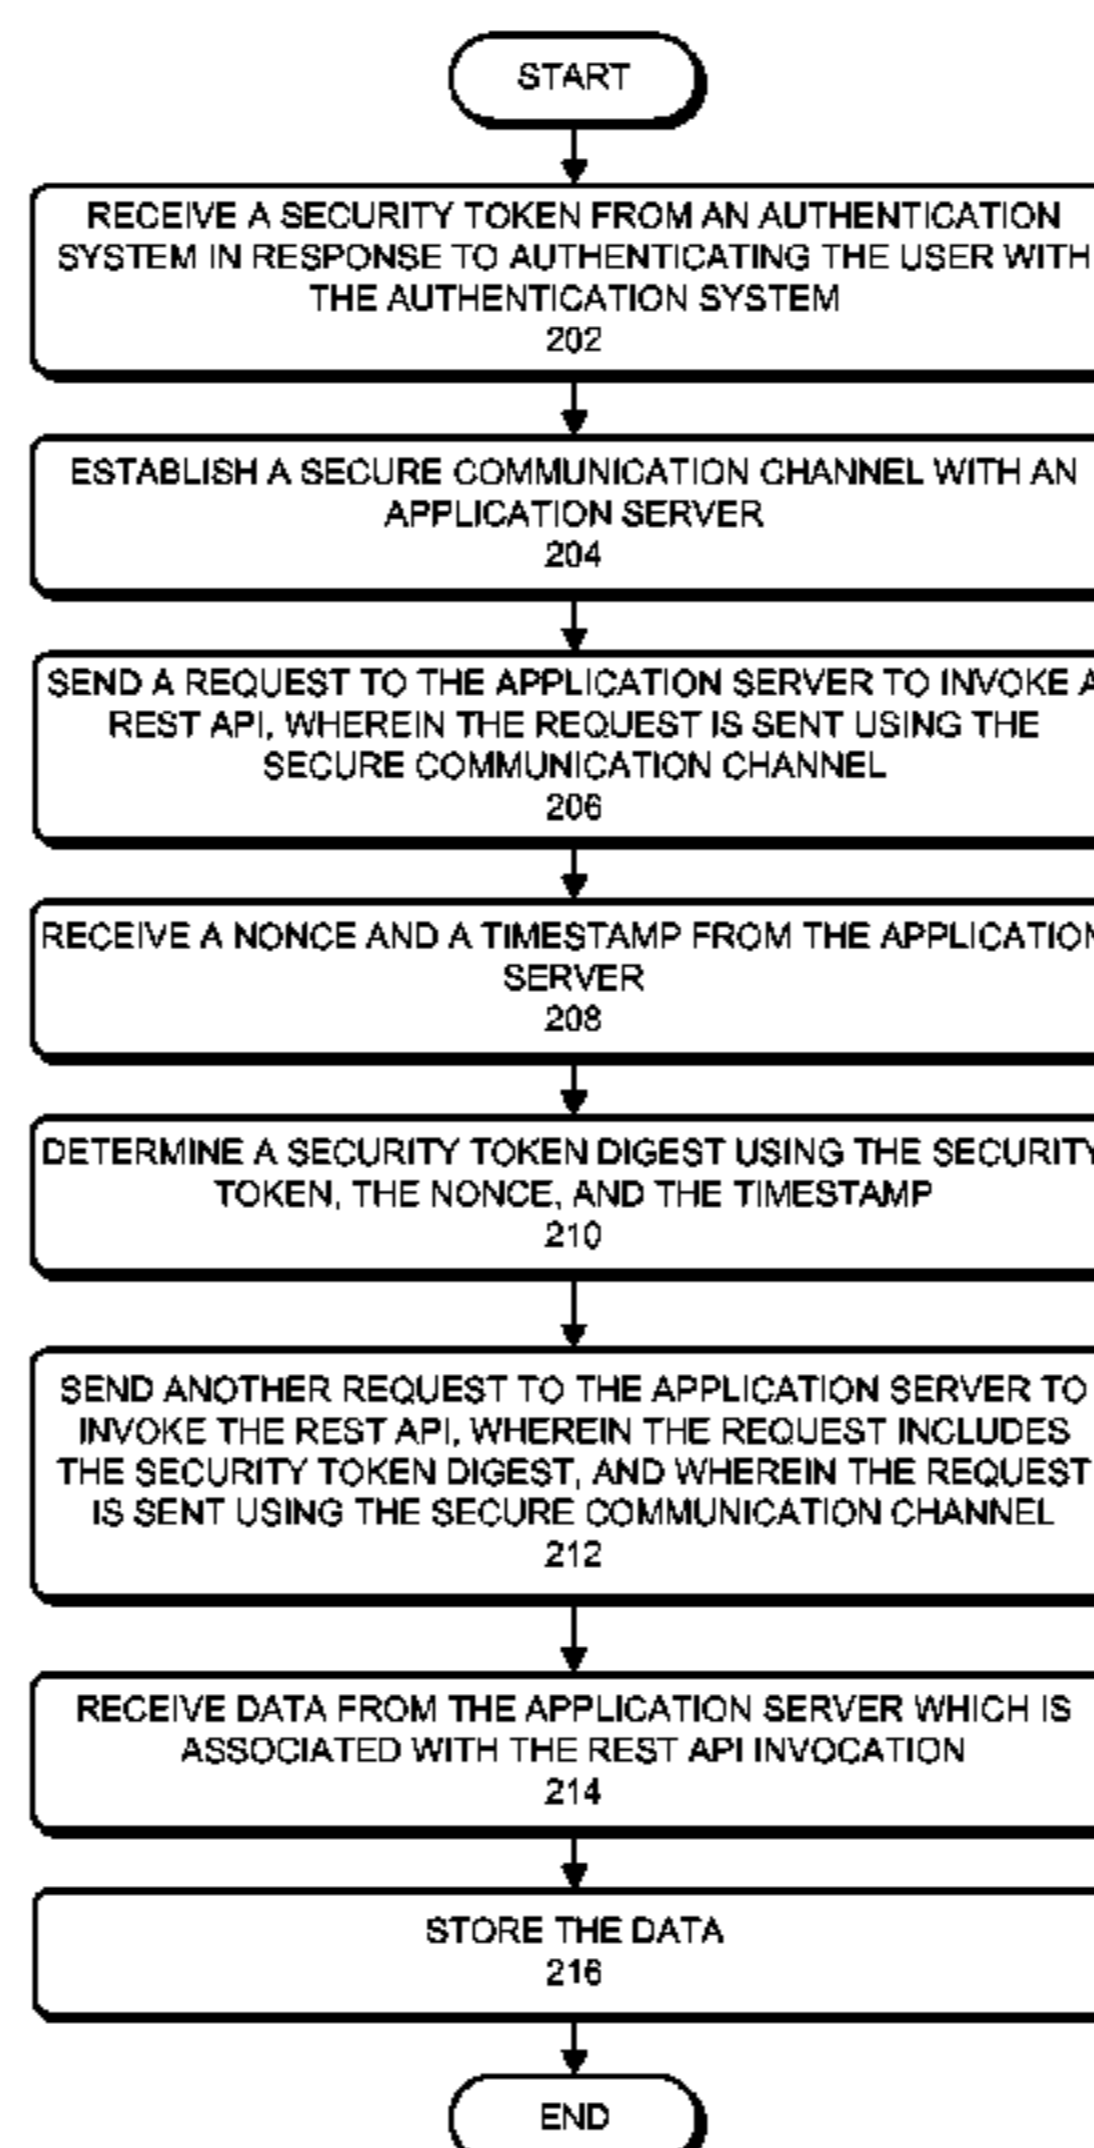 START
RECEIVE A SECURITY TOKEN FROM AN AUTHENTICATION
SYSTEM IN RESPONSE TO AUTHENTICATING THE USER WITH
THE AUTHENTICATION SYSTEM
202
ESTABLISH A SECURE COMMUNICATION CHANNEL WITH AN
APPLICATION SERVER
204
SEND A REQUEST TO THE APPLICATION SERVER TO INVOKE A
REST API, WHEREIN THE REQUEST IS SENT USING THE
SECURE COMMUNICATION CHANNEL
206
RECEIVE A NONCE AND A TIMESTAMP FROM THE APPLICATION
SERVER
208
DETERMINE A SECURITY TOKEN DIGEST USING THE SECURITY
TOKEN, THE NONCE, AND THE TIMESTAMP
210
SEND ANOTHER REQUEST TO THE APPLICATION SERVER TO
INVOKE THE REST API, WHEREIN THE REQUEST INCLUDES
THE SECURITY TOKEN DIGEST, AND WHEREIN THE REQUEST
IS SENT USING THE SECURE COMMUNICATION CHANNEL
212
RECEIVE DATA FROM THE APPLICATION SERVER WHICH IS
ASSOCIATED WITH THE REST API INVOCATION
214
STORE THE DATA
216
END